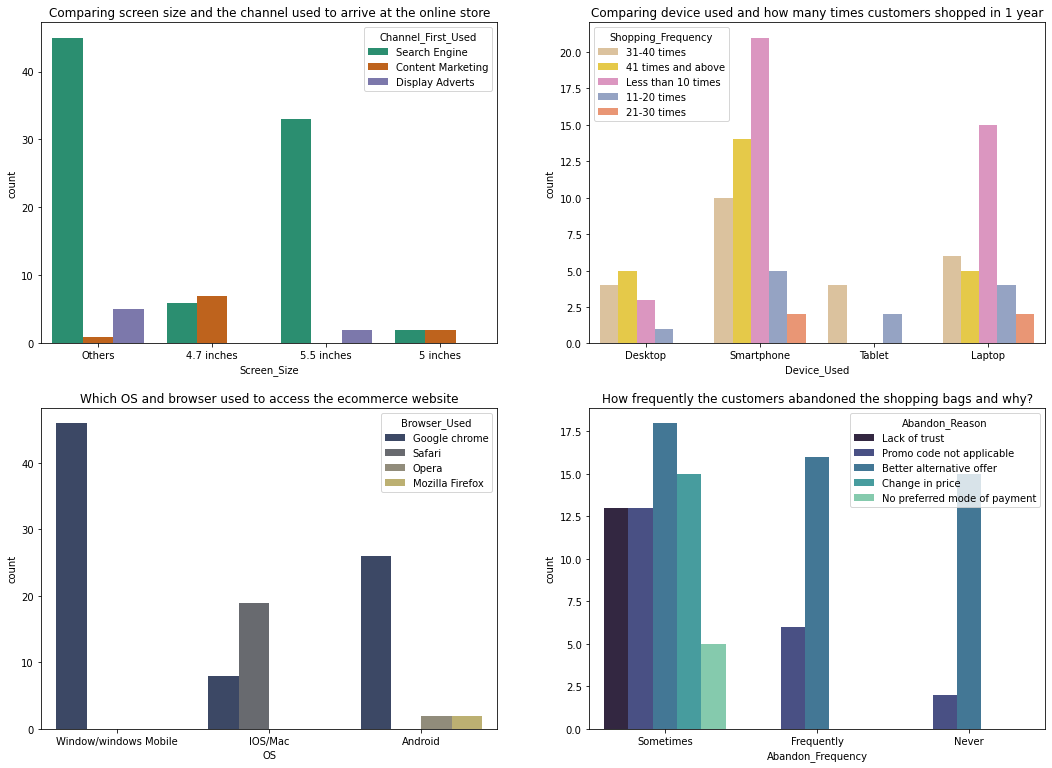 Comparing screen size and the channel used to arrive at the online store
Channel_First_Used
Search Engine
Content Marketing
Display Adverts
count
40
30
20
10
0
Others
4.7 inches
5.5 inches
5 inches
Screen_Size
Comparing device used and how many times customers shopped in 1 year
Shopping_Frequency
31-40 times
41 times and above
Less than 10 times
11-20 times
21-30 times
count
20.0
17.5
15.0
12.5
10.0
7.5
5.0
2.5
0.0
Desktop
Smartphone
Tablet
Laptop
Device_Used
Which OS and browser used to access the ecommerce website
Browser_Used
Google chrome
Safari
Opera
Mozilla Firefox
count
40
30
20
10
0
Window/windows Mobile
IOS/Mac
Android
OS
How frequently the customers abandoned the shopping bags and why?
Abandon_Reason
Lack of trust
Promo code not applicable
Better alternative offer
Change in price
No preferred mode of payment
count
17.5
15.0
12.5
10.0
7.5
5.0
2.5
0.0
Sometimes
Frequently
Never
Abandon_Frequency